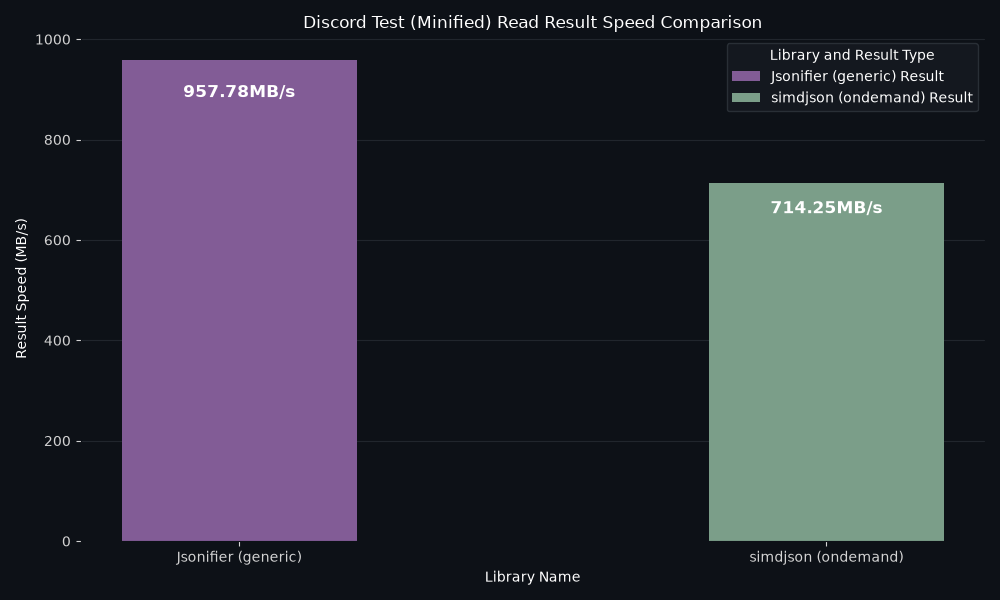 Discord Test (Minified) Read Result Speed Comparison
Library and Result Type
Jsonifier (generic) Result
simdjson (ondemand) Result
957.78MB/s
714.25MB/s
Result Speed (MB/s)
1000
800
600
400
200
0
Jsonifier (generic)
simdjson (ondemand)
Library Name